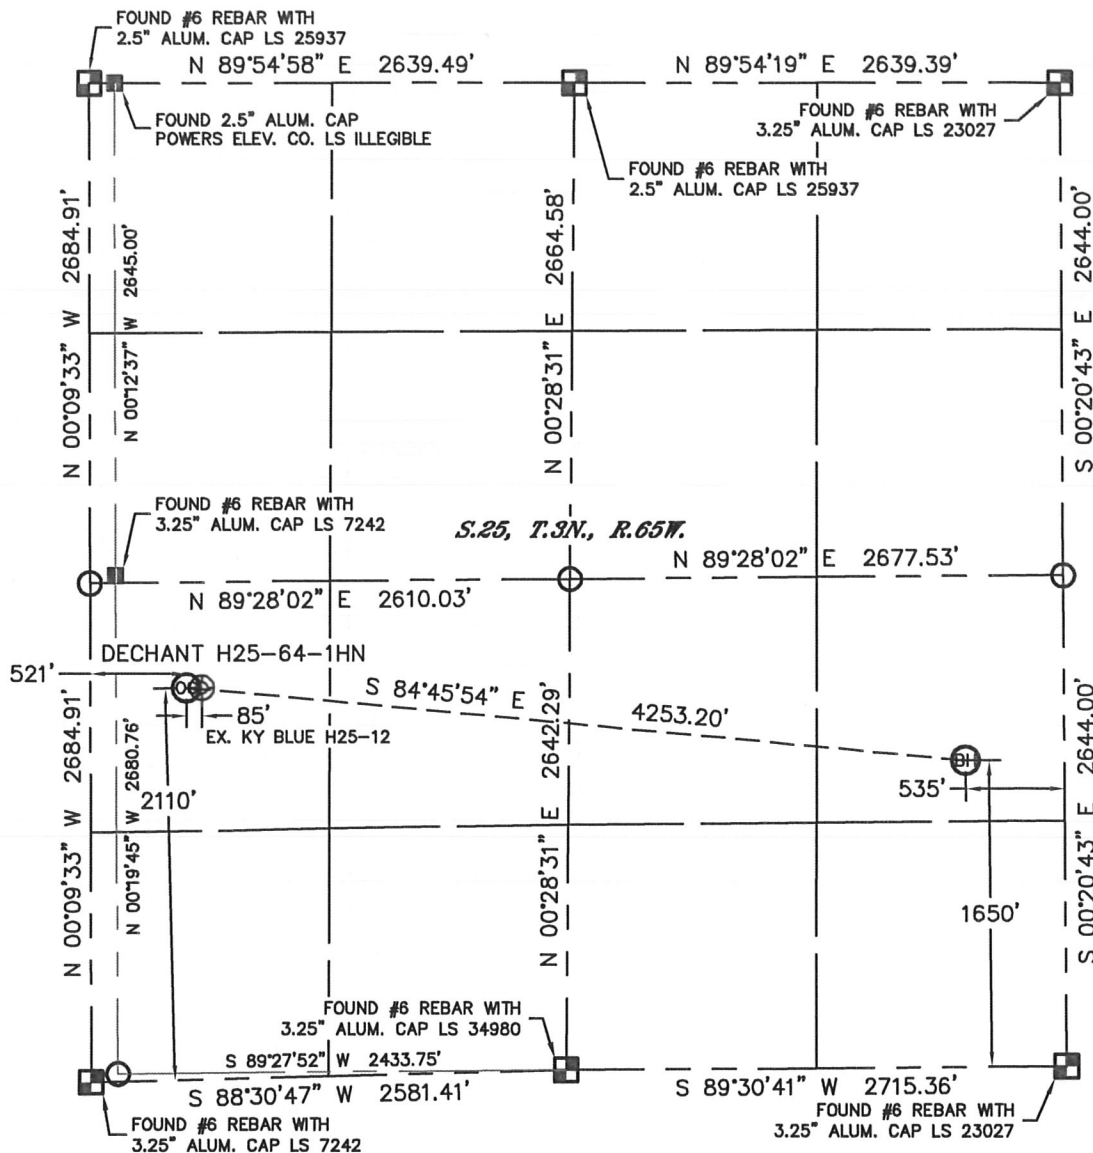 FOUND #6 REBAR WITH
2.5" ALUM. CAP LS 25937
N 89°54'58" E 2639.49'
N 89°54'19" E 2639.39'
FOUND 2.5" ALUM. CAP
POWERS ELEV. CO. LS ILLEGIBLE
FOUND #6 REBAR WITH
3.25" ALUM. CAP LS 23027
FOUND #6 REBAR WITH
2.5" ALUM. CAP LS 25937
N 00°09'33" W 2684.91'
N 00°12'37" W 2645.00'
N 00°28'31" E 2664.58'
S 00°20'43" E 2644.00'
FOUND #6 REBAR WITH
3.25" ALUM. CAP LS 7242
S.25, T.3N., R.65W.
N 89°28'02" E 2677.53'
N 89°28'02" E 2610.03'
DECHANT H25-64-1HN
521'
S 84°45'54" E 4253.20'
85'
EX. KY BLUE H25-12
BH
535'
2110'
1650'
N 00°09'33" W 2684.91'
N 00°19'45" W 2680.76'
N 00°28'31" E 2642.29'
S 00°20'43" E 2644.00'
FOUND #6 REBAR WITH
3.25" ALUM. CAP LS 34980
S 89°27'52" W 2433.75'
S 88°30'47" W 2581.41'
S 89°30'41" W 2715.36'
FOUND #6 REBAR WITH
3.25" ALUM. CAP LS 7242
FOUND #6 REBAR WITH
3.25" ALUM. CAP LS 23027